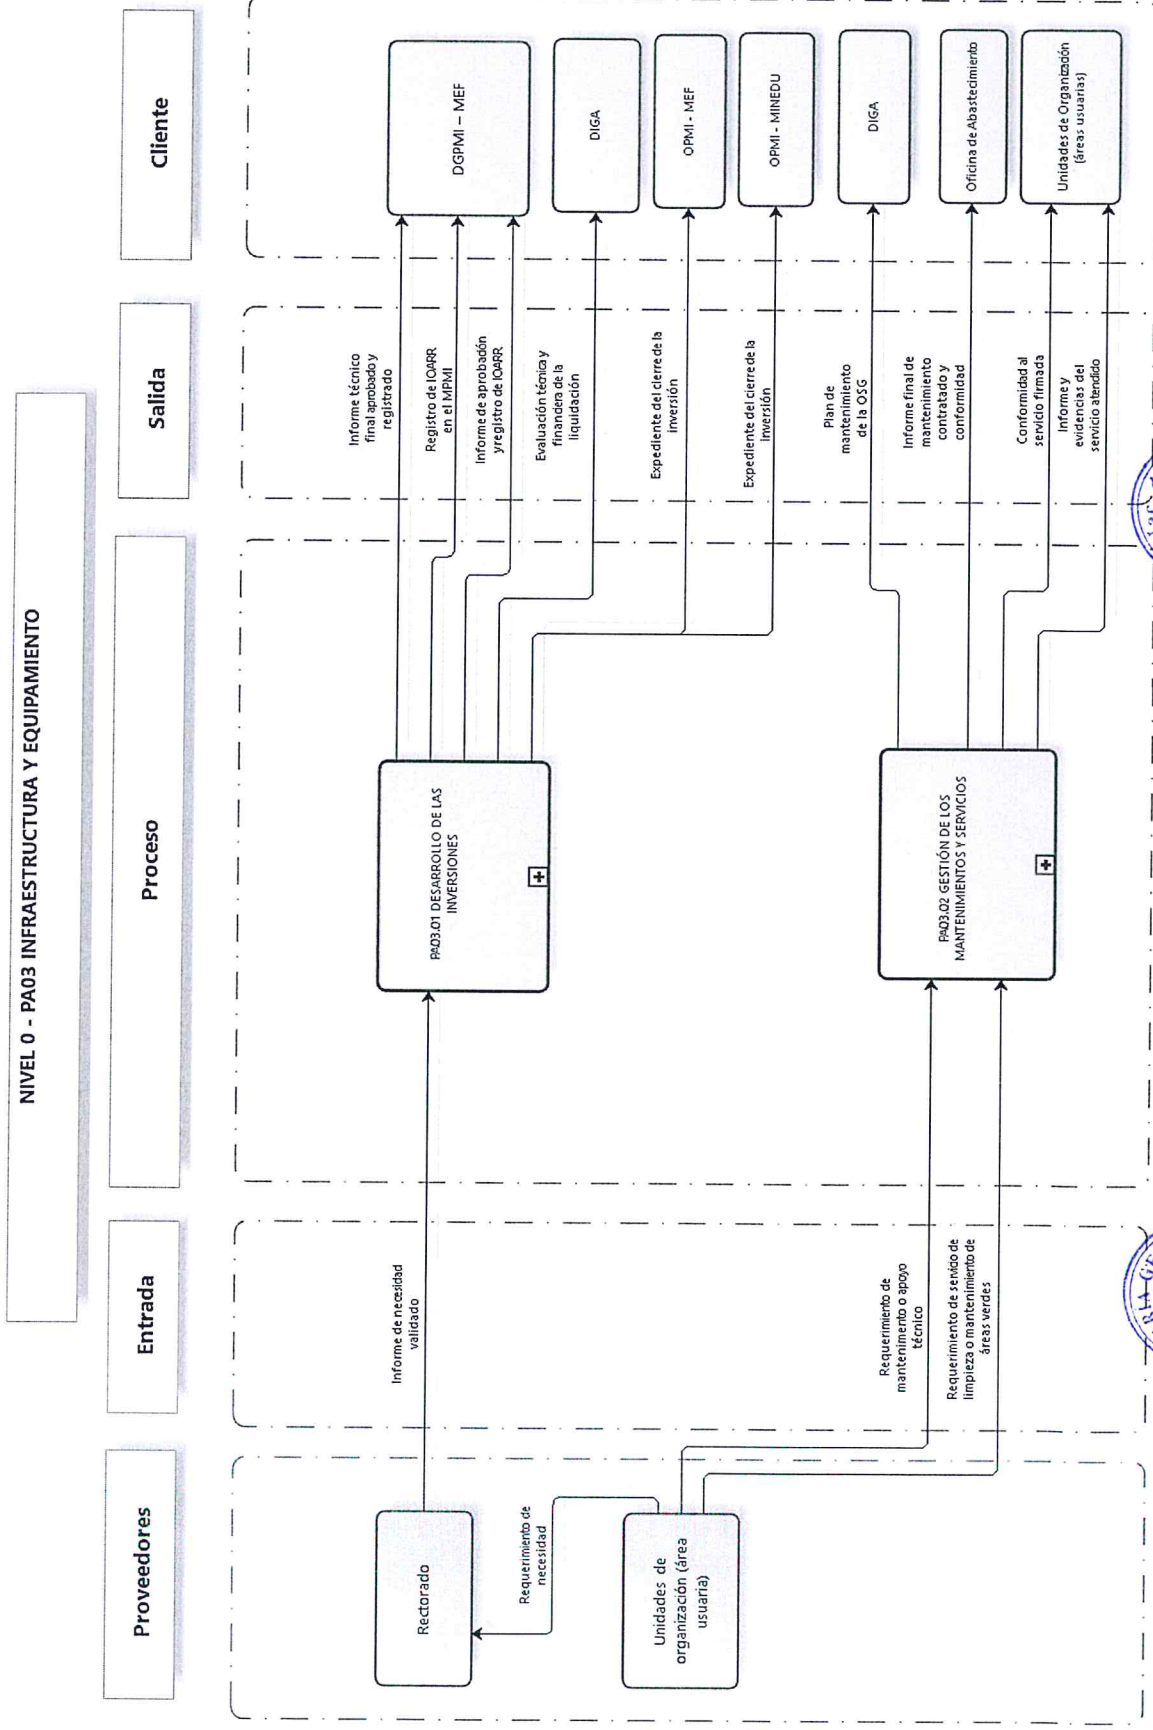 NIVEL 0 - PA03 INFRAESTRUCTURA Y EQUIPAMIENTO
Proveedores
Entrada
Proceso
Salida
Cliente
Rectorado
Requerimiento de
necesidad
Unidades de
organización (área
usuaria)
Informe de necesidad
validado
Requerimiento de
mantenimiento o apoyo
técnico
Requerimiento de servicio de
limpieza o mantenimiento de
áreas verdes
PA03.01 DESARROLLO DE LAS
INVERSIONES
PA03.02 GESTIÓN DE LOS
MANTENIMIENTOS Y SERVICIOS
Informe técnico
final aprobado y
registrado
Registro de IOARR
en el MPMI
Informe de aprobación
y registro de IOARR
Evaluación técnica y
financiera de la
liquidación
Expediente del cierre de la
inversión
Expediente del cierre de la
inversión
Plan de
mantenimiento
de la OSG
Informe final de
mantenimiento
contratado y
conformidad
Conformidad al
servicio firmada
Informe y
evidencias del
servicio atendido
DGPMI – MEF
DIGA
OPMI - MEF
OPMI - MINEDU
DIGA
Oficina de Abastecimiento
Unidades de Organización
(áreas usuarias)